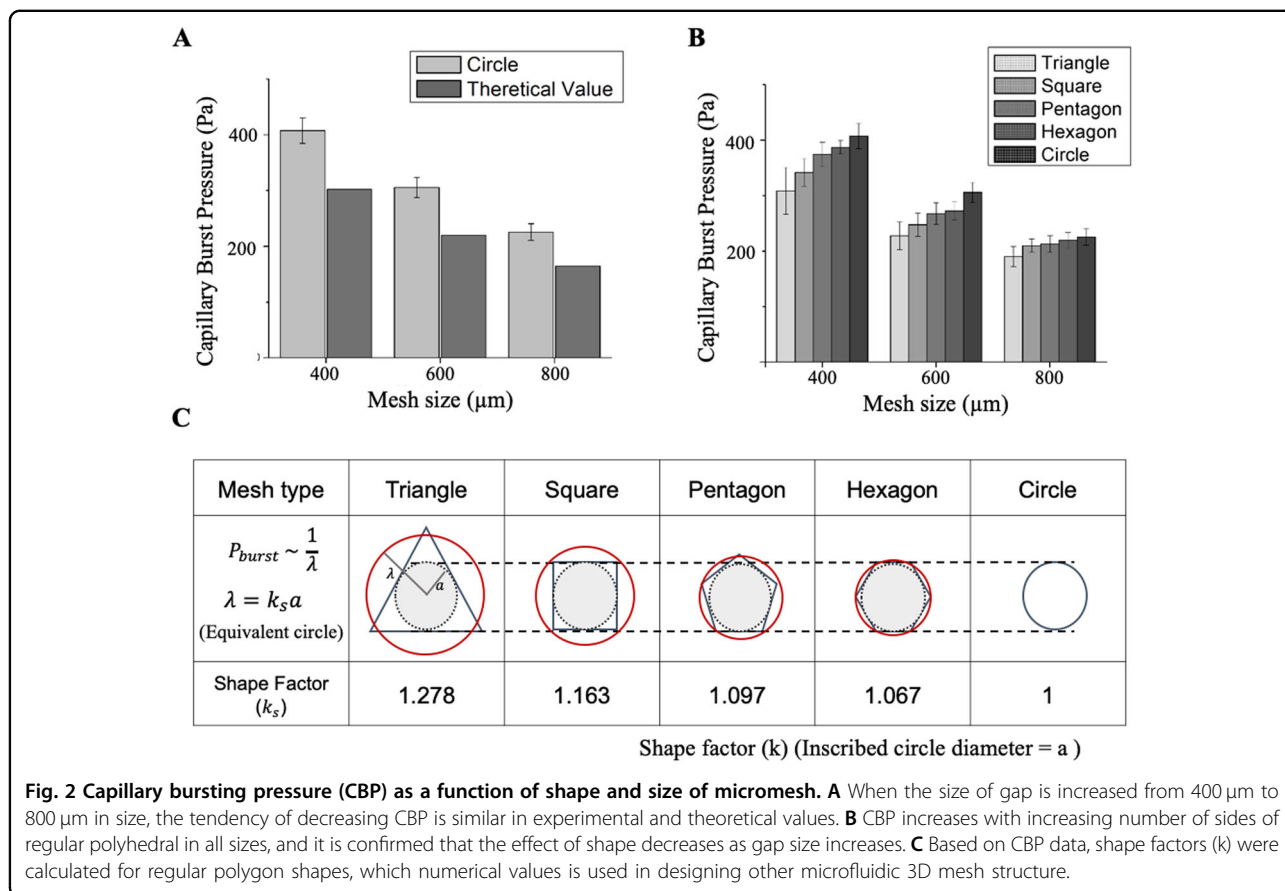 A
Circle
Theretical Value
Capillary Burst Pressure (Pa)
400
200
400
600
800
Mesh size (μm)
B
Triangle
Square
Pentagon
Hexagon
Circle
Capillary Burst Pressure (Pa)
400
200
400
600
800
Mesh size (μm)
C
Mesh type Triangle Square Pentagon Hexagon Circle
P_burst ~ 1/λ
λ = k_s a
(Equivalent circle)
λ a
Shape Factor
(k_s) 1.278 1.163 1.097 1.067 1
Shape factor (k) (Inscribed circle diameter = a )
Fig. 2 Capillary bursting pressure (CBP) as a function of shape and size of micromesh. A When the size of gap is increased from 400 μm to
800 μm in size, the tendency of decreasing CBP is similar in experimental and theoretical values. B CBP increases with increasing number of sides of
regular polyhedral in all sizes, and it is confirmed that the effect of shape decreases as gap size increases. C Based on CBP data, shape factors (k) were
calculated for regular polygon shapes, which numerical values is used in designing other microfluidic 3D mesh structure.